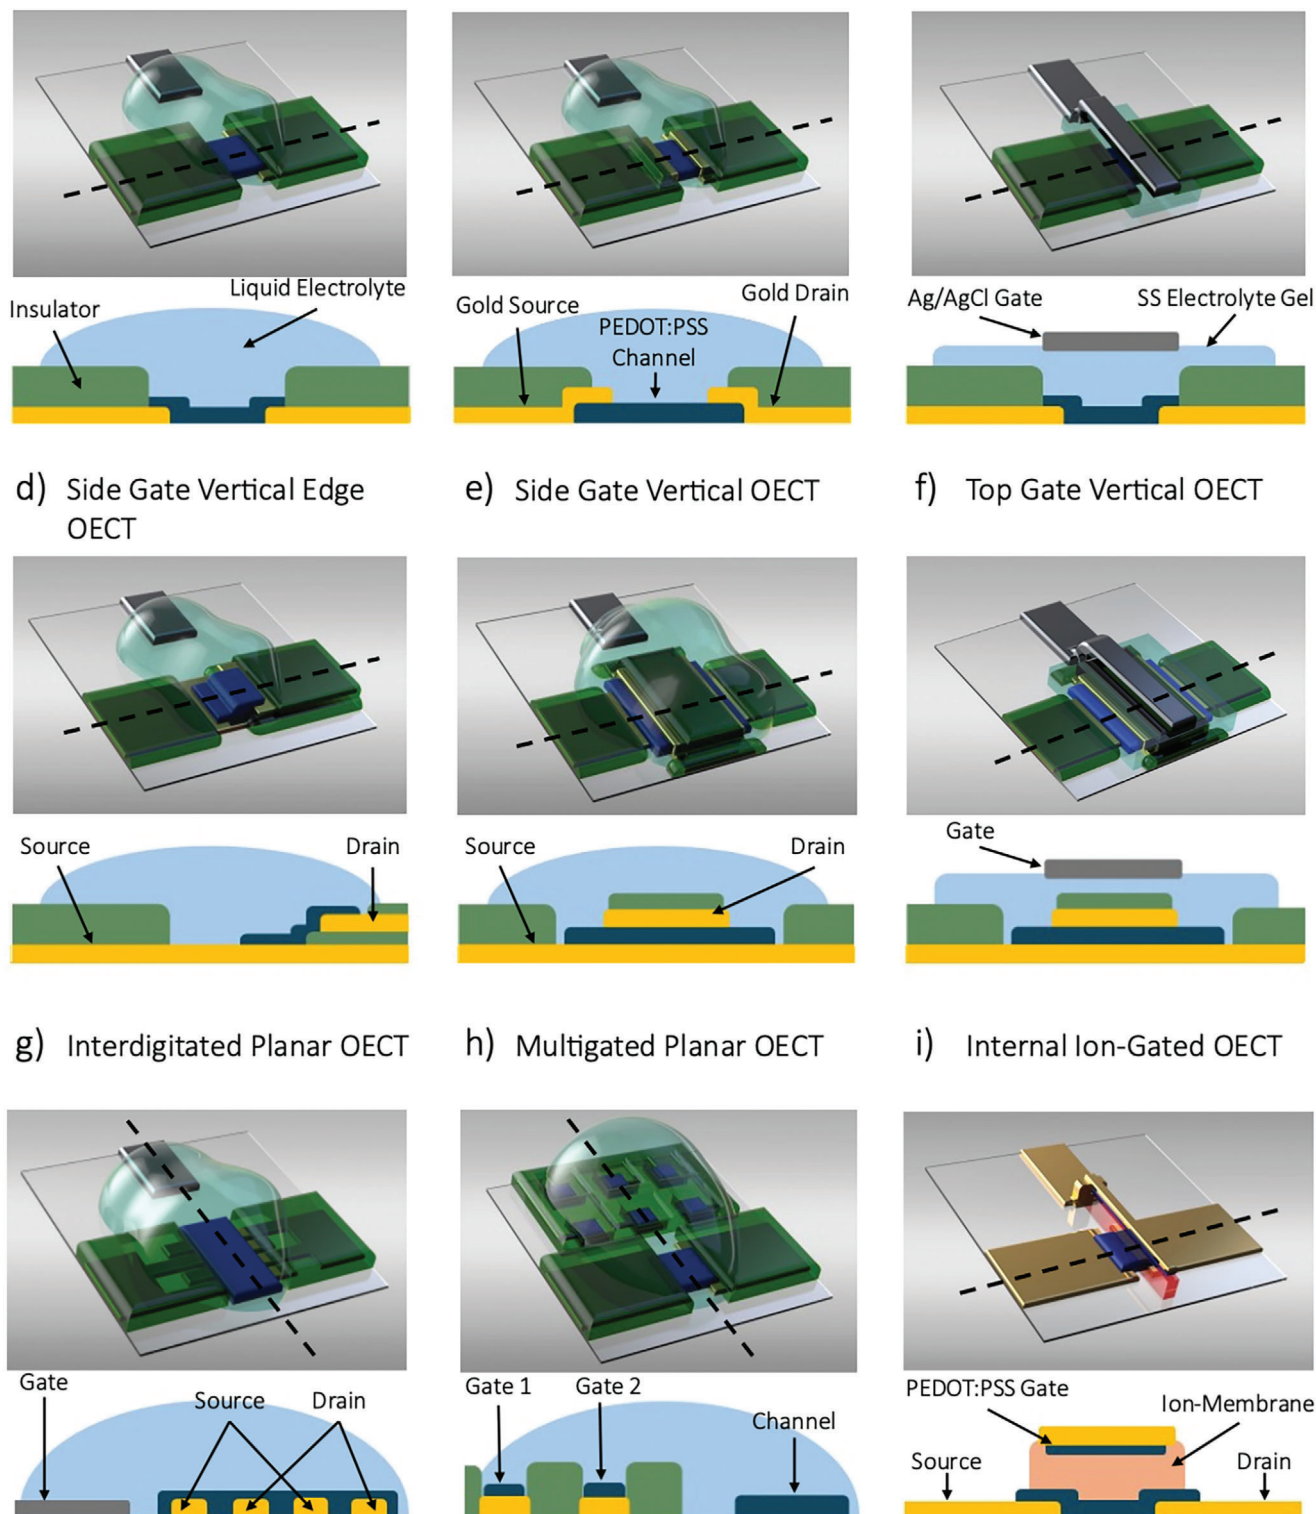 Insulator
Liquid Electrolyte
Gold Source
PEDOT:PSS
Channel
Gold Drain
Ag/AgCl Gate
SS Electrolyte Gel
d) Side Gate Vertical Edge
OECT
e) Side Gate Vertical OECT
f) Top Gate Vertical OECT
Source
Drain
Source
Drain
Gate
g) Interdigitated Planar OECT
h) Multigated Planar OECT
i) Internal Ion-Gated OECT
Gate
Source
Drain
Gate 1
Gate 2
Channel
PEDOT:PSS Gate
Ion-Membrane
Source
Drain